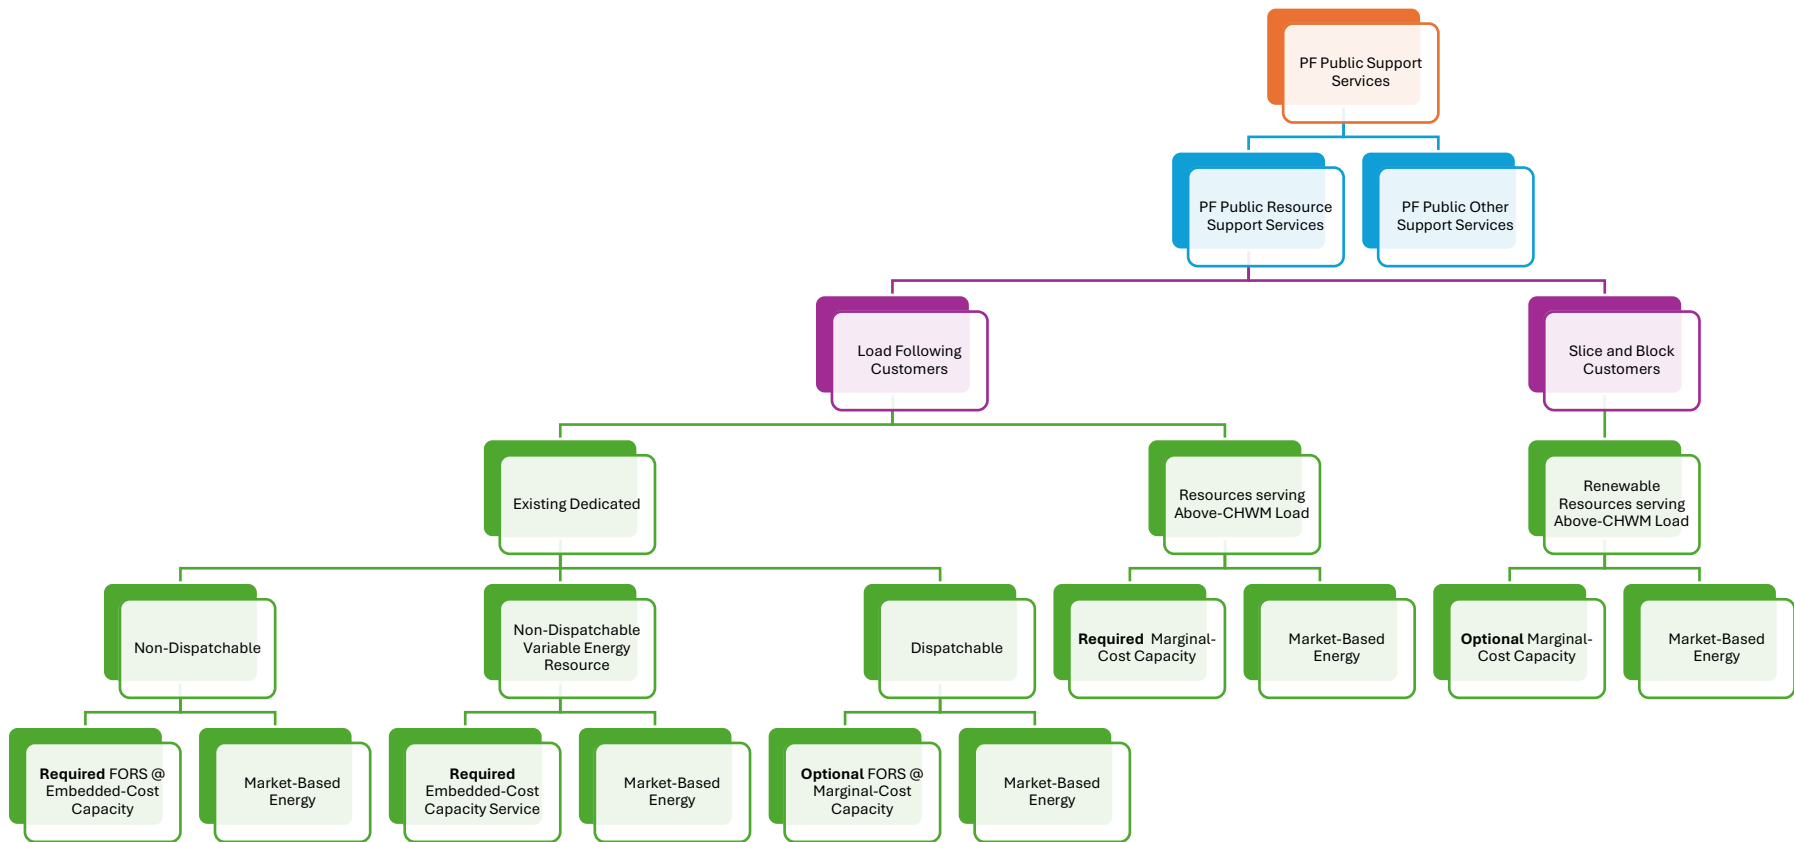 PF Public Support
Services
PF Public Resource
Support Services
PF Public Other
Support Services
Load Following
Customers
Slice and Block
Customers
Existing Dedicated
Resources serving
Above-CHWM Load
Renewable
Resources serving
Above-CHWM Load
Non-Dispatchable
Non-Dispatchable
Variable Energy
Resource
Dispatchable
Required Marginal-
Cost Capacity
Market-Based
Energy
Optional Marginal-
Cost Capacity
Market-Based
Energy
Required FORS @
Embedded-Cost
Capacity
Market-Based
Energy
Required
Embedded-Cost
Capacity Service
Market-Based
Energy
Optional FORS @
Marginal-Cost
Capacity
Market-Based
Energy